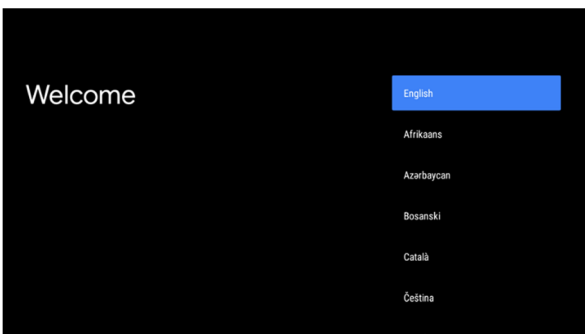 Welcome
English
Afrikaans
Azərbaycan
Bosanski
Català
Čeština